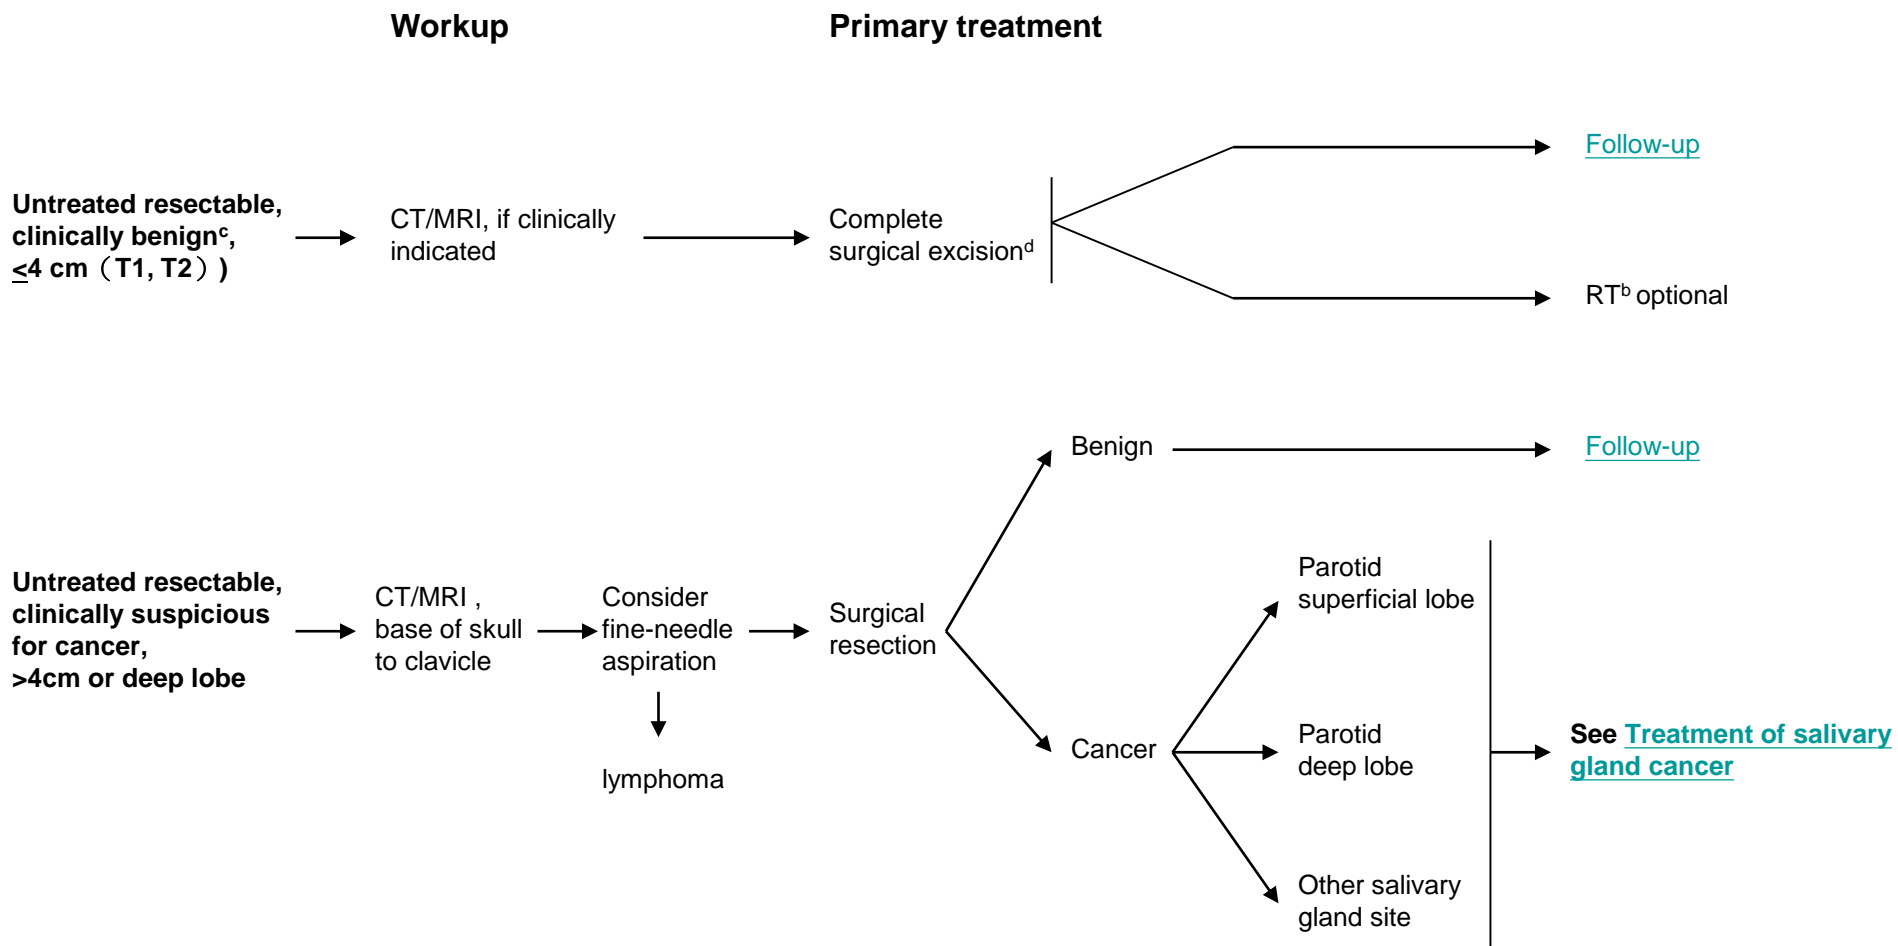 Workup
Primary treatment
Untreated resectable,
clinically benignᶜ,
≤4 cm（T1, T2）)
CT/MRI, if clinically
indicated
Complete
surgical excisionᵈ
Follow-up
RTᵇ optional
Untreated resectable,
clinically suspicious
for cancer,
>4cm or deep lobe
CT/MRI ,
base of skull
to clavicle
Consider
fine-needle
aspiration
lymphoma
Surgical
resection
Benign
Follow-up
Cancer
Parotid
superficial lobe
Parotid
deep lobe
Other salivary
gland site
See Treatment of salivary
gland cancer